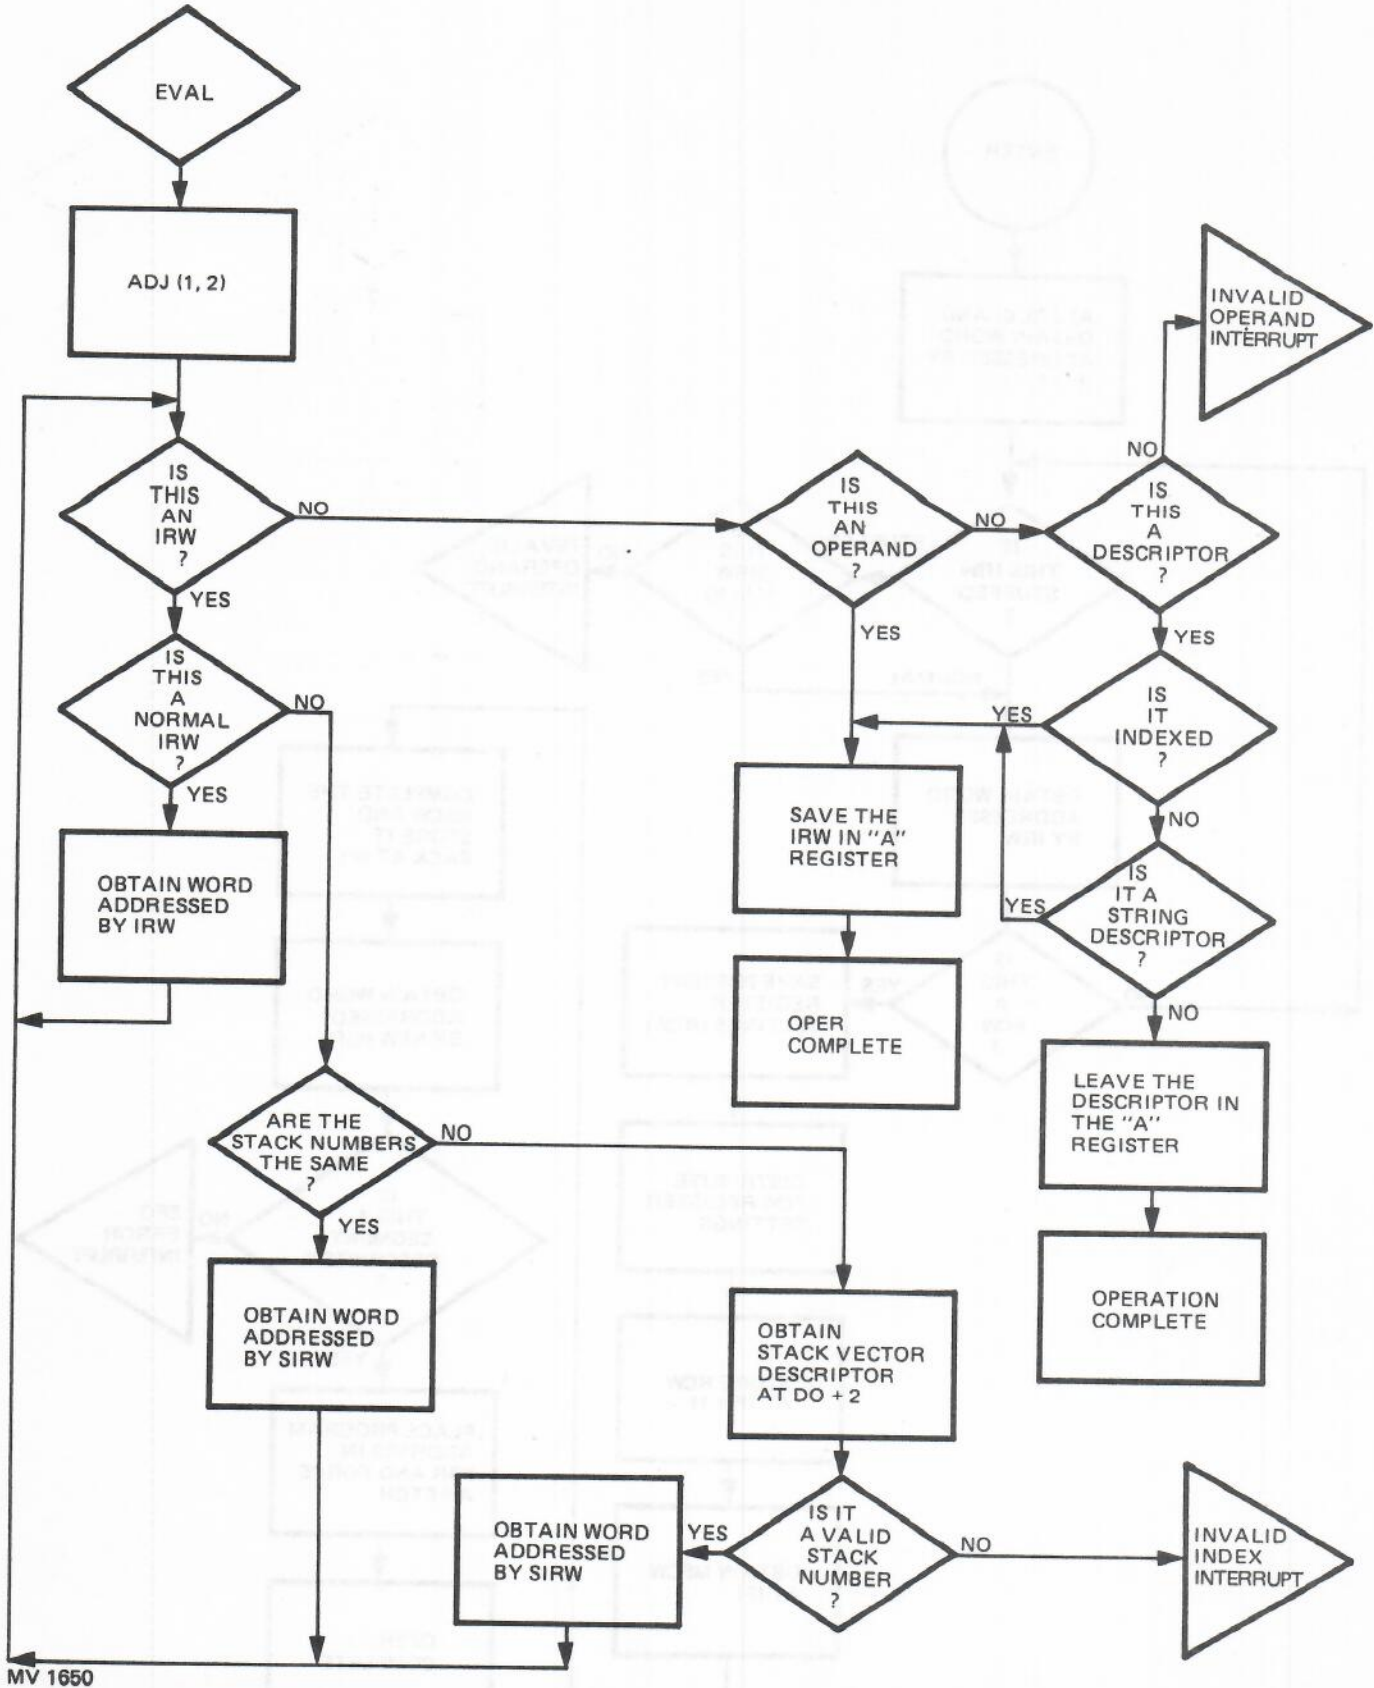 EVAL
ADJ (1, 2)
IS
THIS
AN
IRW
?
NO
YES
IS
THIS
A
NORMAL
IRW
?
NO
YES
OBTAIN WORD
ADDRESSED
BY IRW
ARE THE
STACK NUMBERS
THE SAME
?
NO
YES
OBTAIN WORD
ADDRESSED
BY SIRW
IS
THIS
AN
OPERAND
?
NO
YES
IS
THIS
A
DESCRIPTOR
?
NO
YES
INVALID
OPERAND
INTERRUPT
IS
IT
INDEXED
?
YES
NO
IS
IT A
STRING
DESCRIPTOR
?
YES
NO
SAVE THE
IRW IN "A"
REGISTER
OPER
COMPLETE
LEAVE THE
DESCRIPTOR IN
THE "A"
REGISTER
OPERATION
COMPLETE
OBTAIN
STACK VECTOR
DESCRIPTOR
AT DO + 2
IS IT
A VALID
STACK
NUMBER
?
YES
NO
OBTAIN WORD
ADDRESSED
BY SIRW
INVALID
INDEX
INTERRUPT
MV 1650